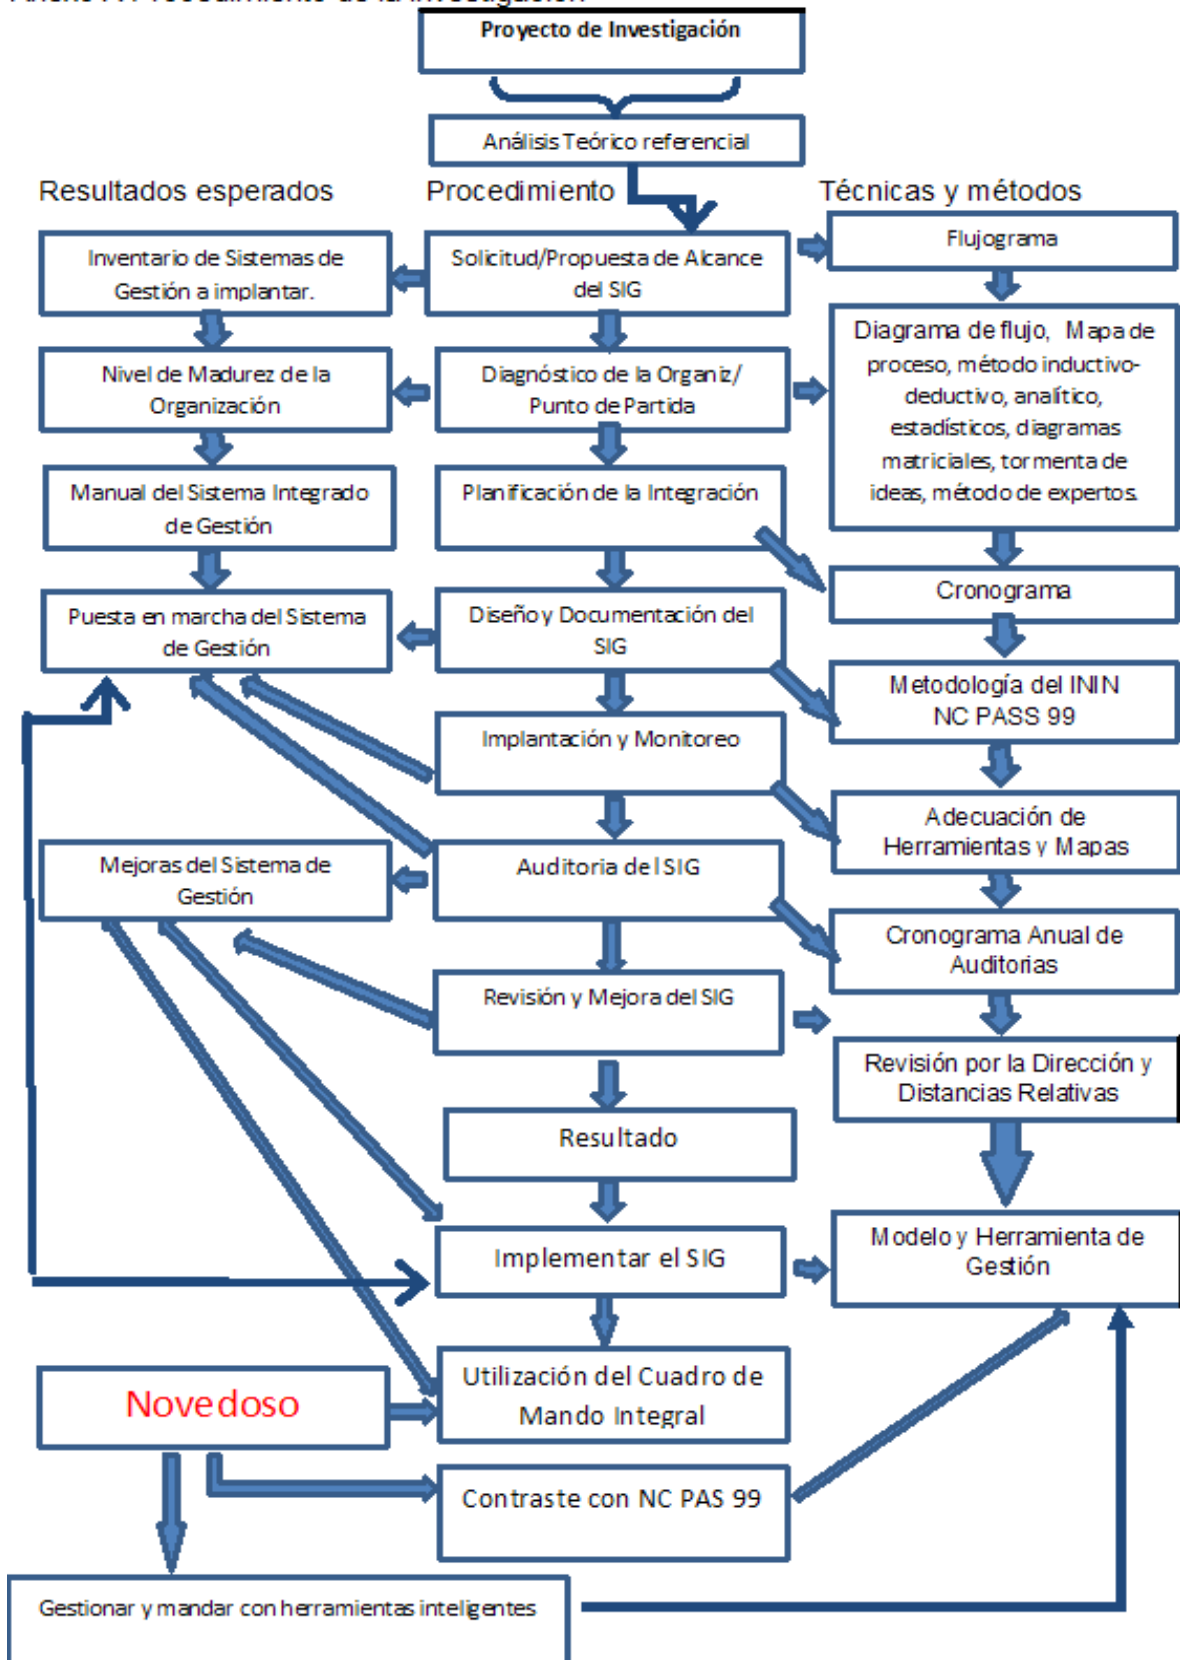 Proyecto de Investigación
Análisis Teórico referencial
Resultados esperados
Procedimiento
Técnicas y métodos
Inventario de Sistemas de
Gestión a implantar.
Solicitud/Propuesta de Alcance
del SIG
Flujograma
Nivel de Madurez de la
Organización
Diagnóstico de la Organiz/
Punto de Partida
Diagrama de flujo, Mapa de
proceso, método inductivo-
deductivo, analítico,
estadísticos, diagramas
matriciales, tormenta de
ideas, método de expertos.
Manual del Sistema Integrado
de Gestión
Planificación de la Integración
Cronograma
Puesta en marcha del Sistema
de Gestión
Diseño y Documentación del
SIG
Metodología del ININ
NC PASS 99
Implantación y Monitoreo
Adecuación de
Herramientas y Mapas
Mejoras del Sistema de
Gestión
Auditoria del SIG
Cronograma Anual de
Auditorias
Revisión y Mejora del SIG
Revisión por la Dirección y
Distancias Relativas
Resultado
Implementar el SIG
Modelo y Herramienta de
Gestión
Novedoso
Utilización del Cuadro de
Mando Integral
Contraste con NC PAS 99
Gestionar y mandar con herramientas inteligentes